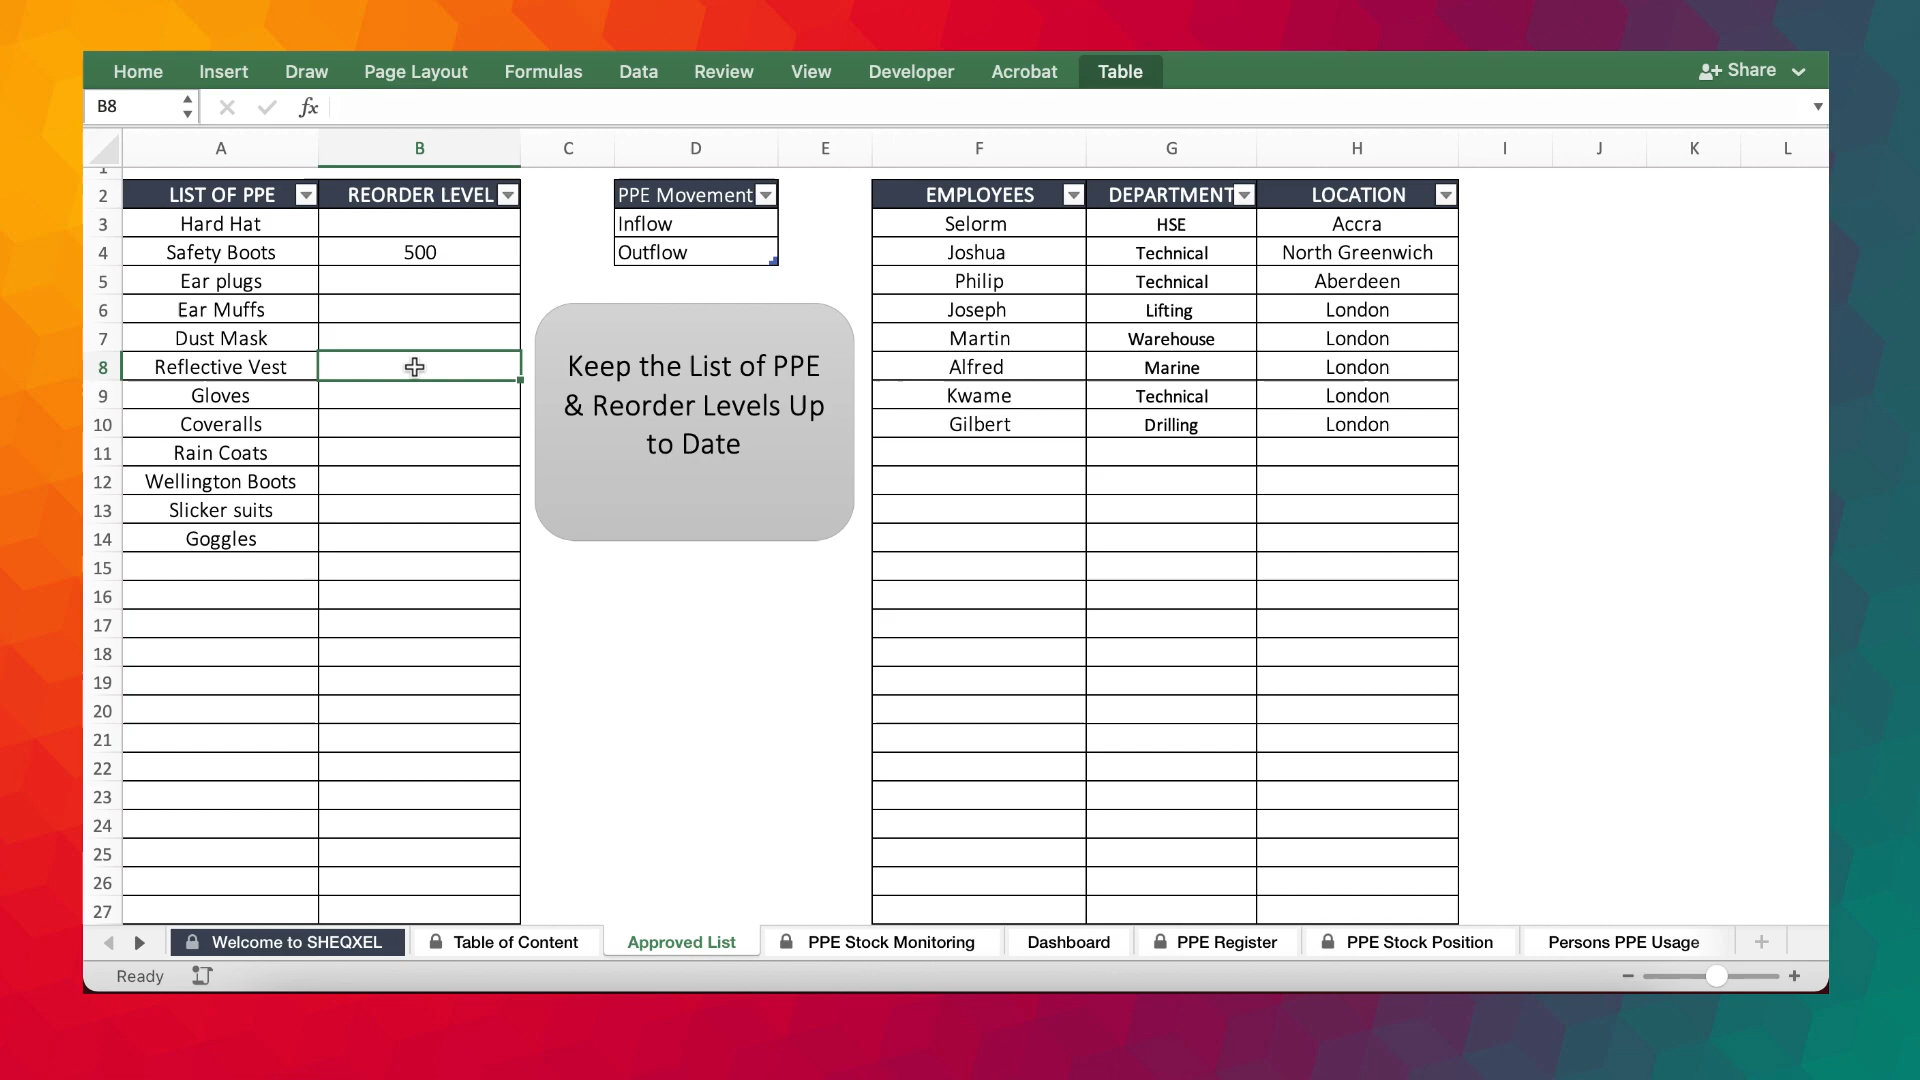 Home Insert Draw Page Layout Formulas Data Review View Developer Acrobat Table Share
B8 fx
A B C D E F G H I J K L
1
2 LIST OF PPE REORDER LEVEL PPE Movement EMPLOYEES DEPARTMENT LOCATION
3 Hard Hat Inflow Selorm HSE Accra
4 Safety Boots 500 Outflow Joshua Technical North Greenwich
5 Ear plugs Philip Technical Aberdeen
6 Ear Muffs Joseph Lifting London
7 Dust Mask Martin Warehouse London
8 Reflective Vest Alfred Marine London
9 Gloves Kwame Technical London
10 Coveralls Gilbert Drilling London
Keep the List of PPE
& Reorder Levels Up
to Date
11 Rain Coats
12 Wellington Boots
13 Slicker suits
14 Goggles
15
16
17
18
19
20
21
22
23
24
25
26
27
Welcome to SHEQXEL Table of Content Approved List PPE Stock Monitoring Dashboard PPE Register PPE Stock Position Persons PPE Usage
Ready